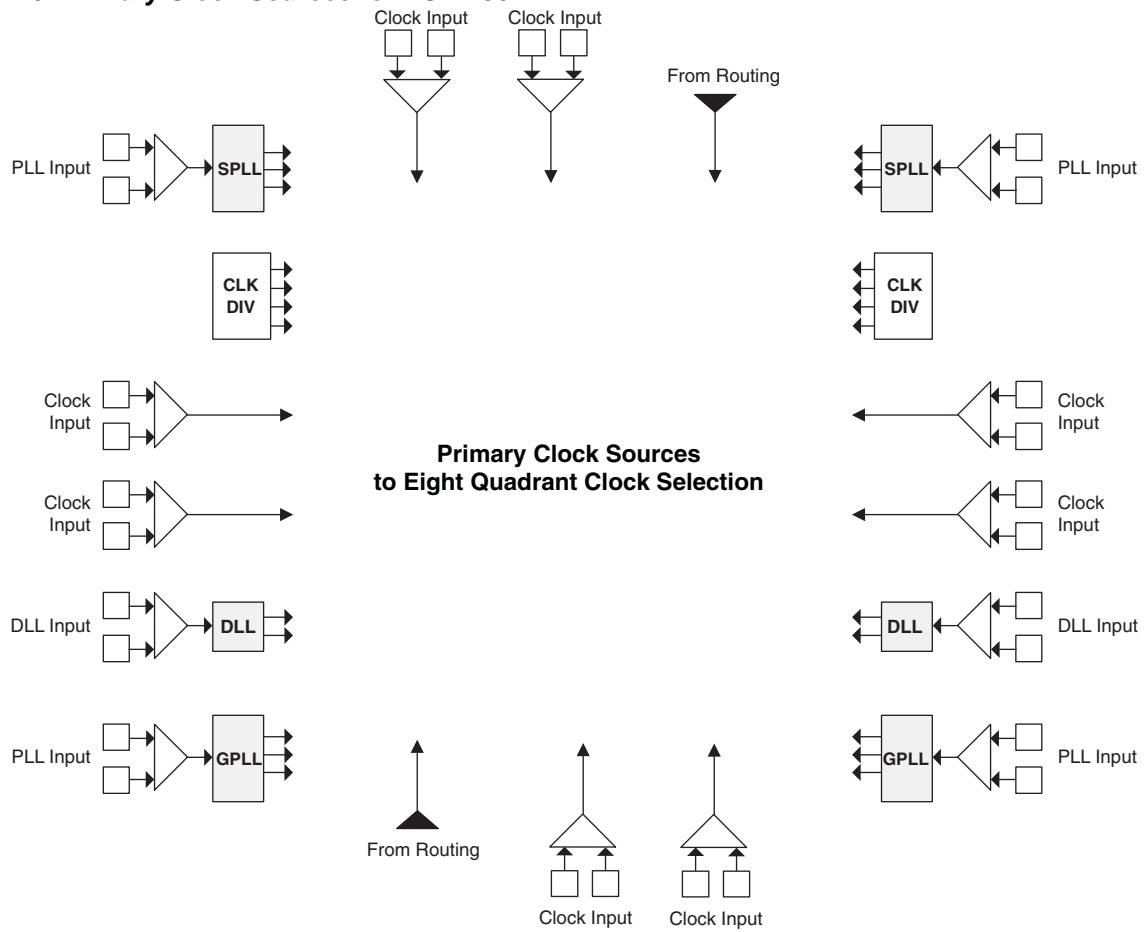 Clock Input Clock Input
From Routing
PLL Input SPLL SPLL PLL Input
CLK
DIV
CLK
DIV
Clock
Input
Clock
Input
Primary Clock Sources
to Eight Quadrant Clock Selection
Clock
Input
Clock
Input
DLL Input DLL DLL DLL Input
PLL Input GPLL GPLL PLL Input
From Routing
Clock Input Clock Input